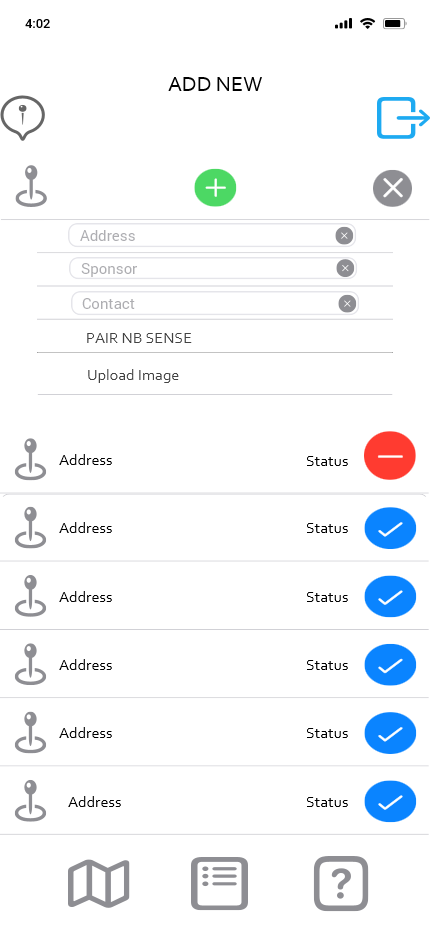 4:02
ADD NEW
Address
Sponsor
Contact
PAIR NB SENSE
Upload Image
Address Status
Address Status
Address Status
Address Status
Address Status
Address Status
?